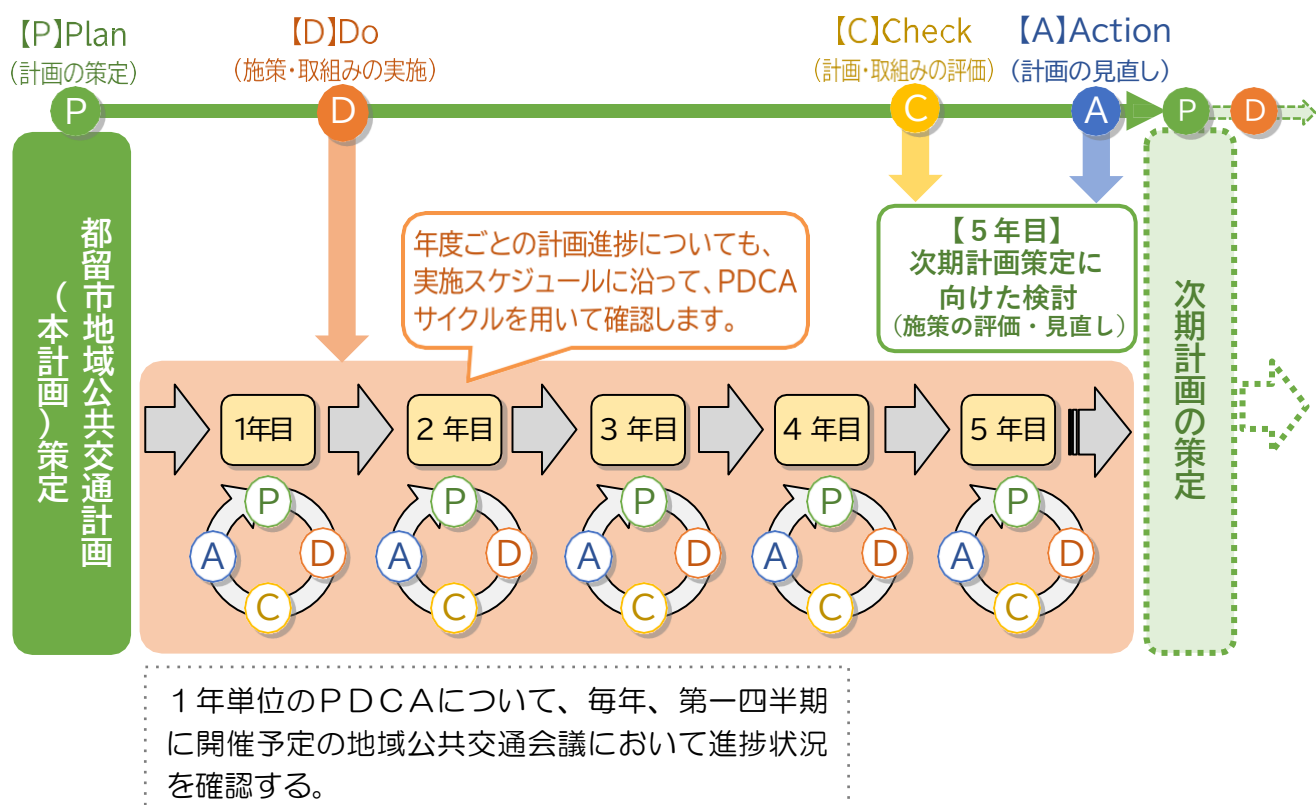 【P】Plan
（計画の策定）
【D】Do
（施策・取組みの実施）
【C】Check
（計画・取組みの評価）
【A】Action
（計画の見直し）
P
D
C
A
P
D
都留市地域公共交通計画
（本計画）策定
年度ごとの計画進捗についても、
実施スケジュールに沿って、PDCA
サイクルを用いて確認します。
【５年目】
次期計画策定に
向けた検討
（施策の評価・見直し）
次期計画の策定
1年目
２年目
３年目
４年目
５年目
P
D
C
A
P
D
C
A
P
D
C
A
P
D
C
A
P
D
C
A
１年単位のＰＤＣＡについて、毎年、第一四半期
に開催予定の地域公共交通会議において進捗状況
を確認する。